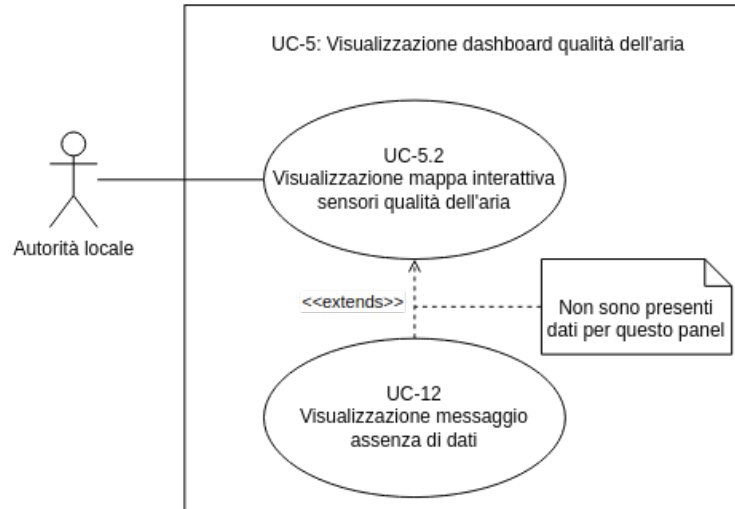 UC-5: Visualizzazione dashboard qualità dell'aria
UC-5.2
Visualizzazione mappa interattiva
sensori qualità dell'aria
Autorità locale
<<extends>>
Non sono presenti
dati per questo panel
UC-12
Visualizzazione messaggio
assenza di dati